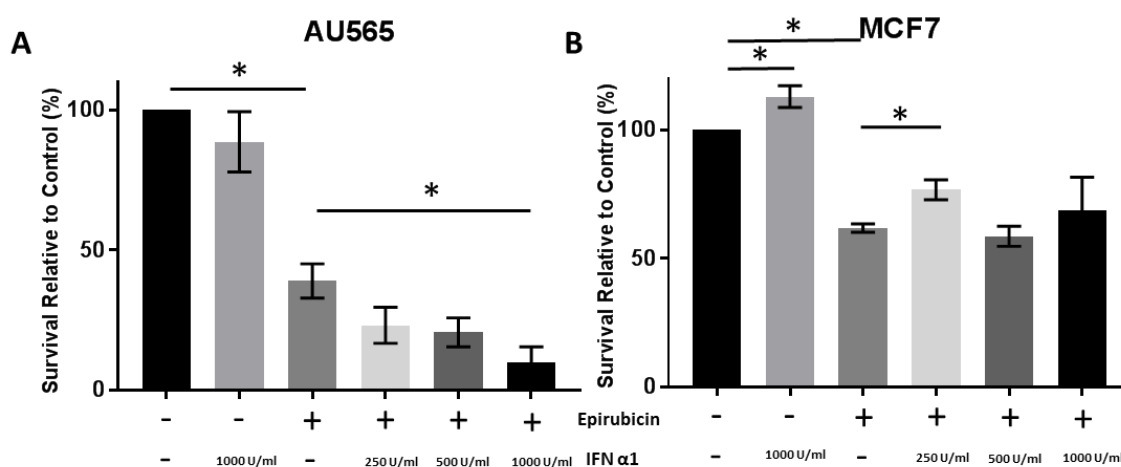 A
AU565
*
*
Survival Relative to Control (%)
100
50
0
- - + + + +
- 1000 U/ml - 250 U/ml 500 U/ml 1000 U/ml
Epirubicin
IFN α1
B
MCF7
*
*
*
Survival Relative to Control (%)
100
50
0
- - + + + +
- 1000 U/ml - 250 U/ml 500 U/ml 1000 U/ml